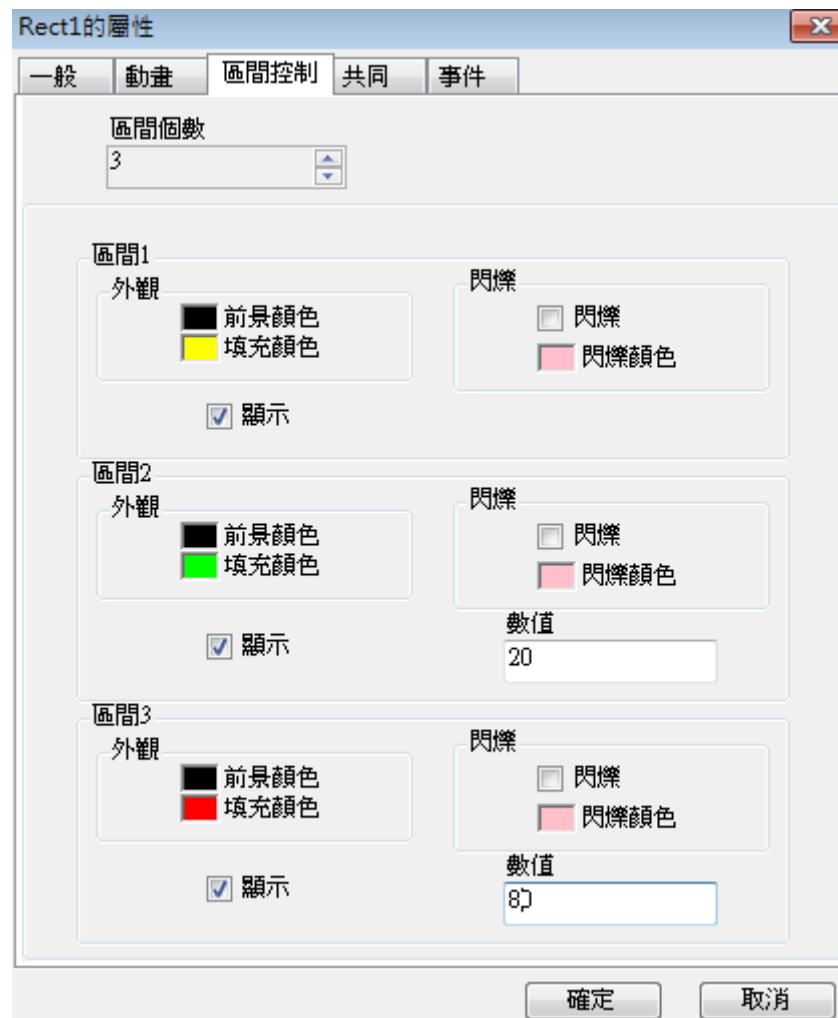 Rect1的屬性
一般 動畫 區間控制 共同 事件
區間個數
3
區間1
外觀 閃爍
前景顏色 閃爍
填充顏色 閃爍顏色
顯示
區間2
外觀 閃爍
前景顏色 閃爍
填充顏色 閃爍顏色
顯示 數值
20
區間3
外觀 閃爍
前景顏色 閃爍
填充顏色 閃爍顏色
顯示 數值
80
確定 取消